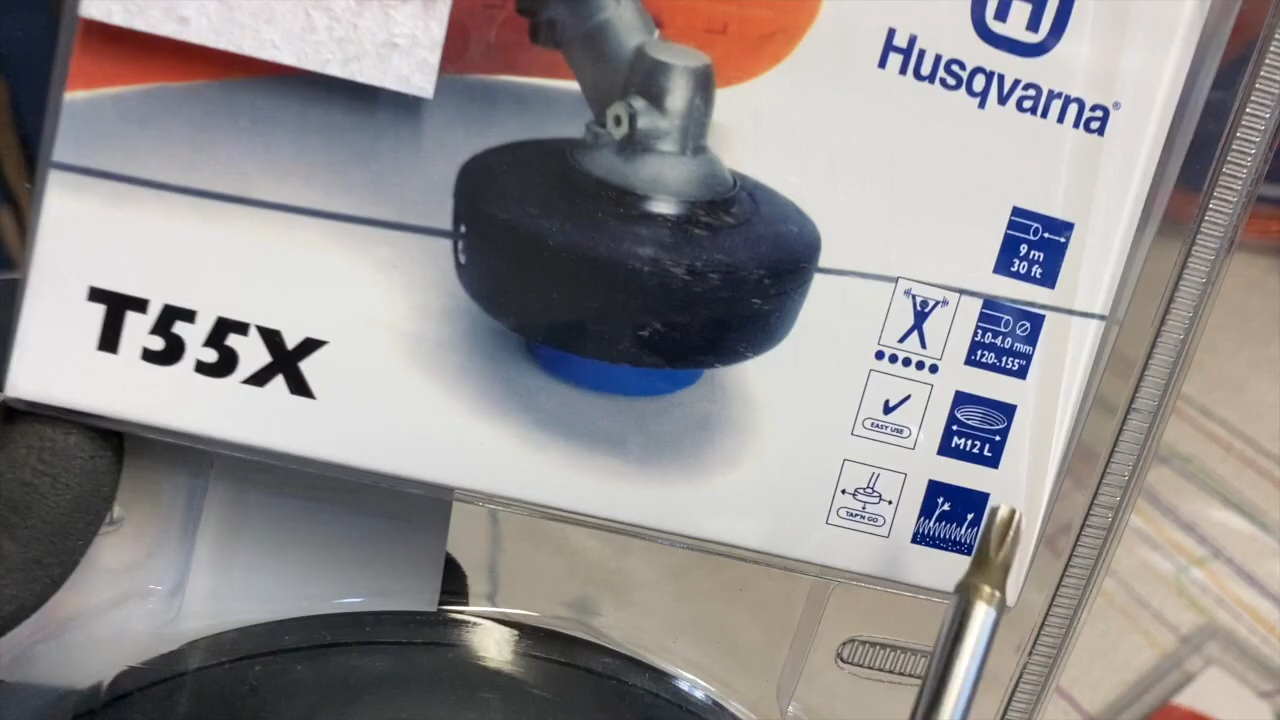 H
Husqvarna®
9 m
30 ft
3.0-4.0 mm
.120-.155"
T55X
EASY USE
M12 L
TAP'N GO